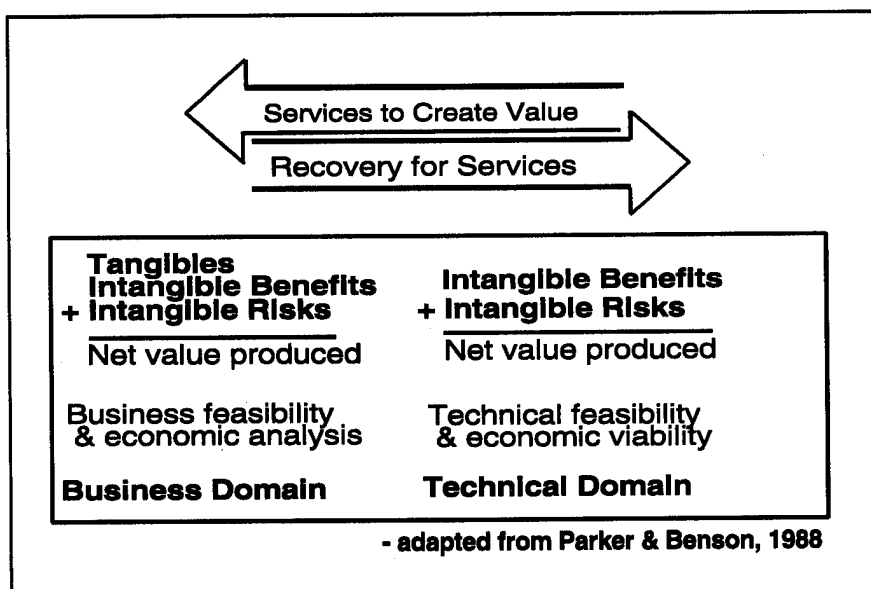 Services to Create Value
Recovery for Services
Tangibles
Intangible Benefits
+ Intangible Risks
Net value produced
Business feasibility
& economic analysis
Business Domain
Intangible Benefits
+ Intangible Risks
Net value produced
Technical feasibility
& economic viability
Technical Domain
- adapted from Parker & Benson, 1988